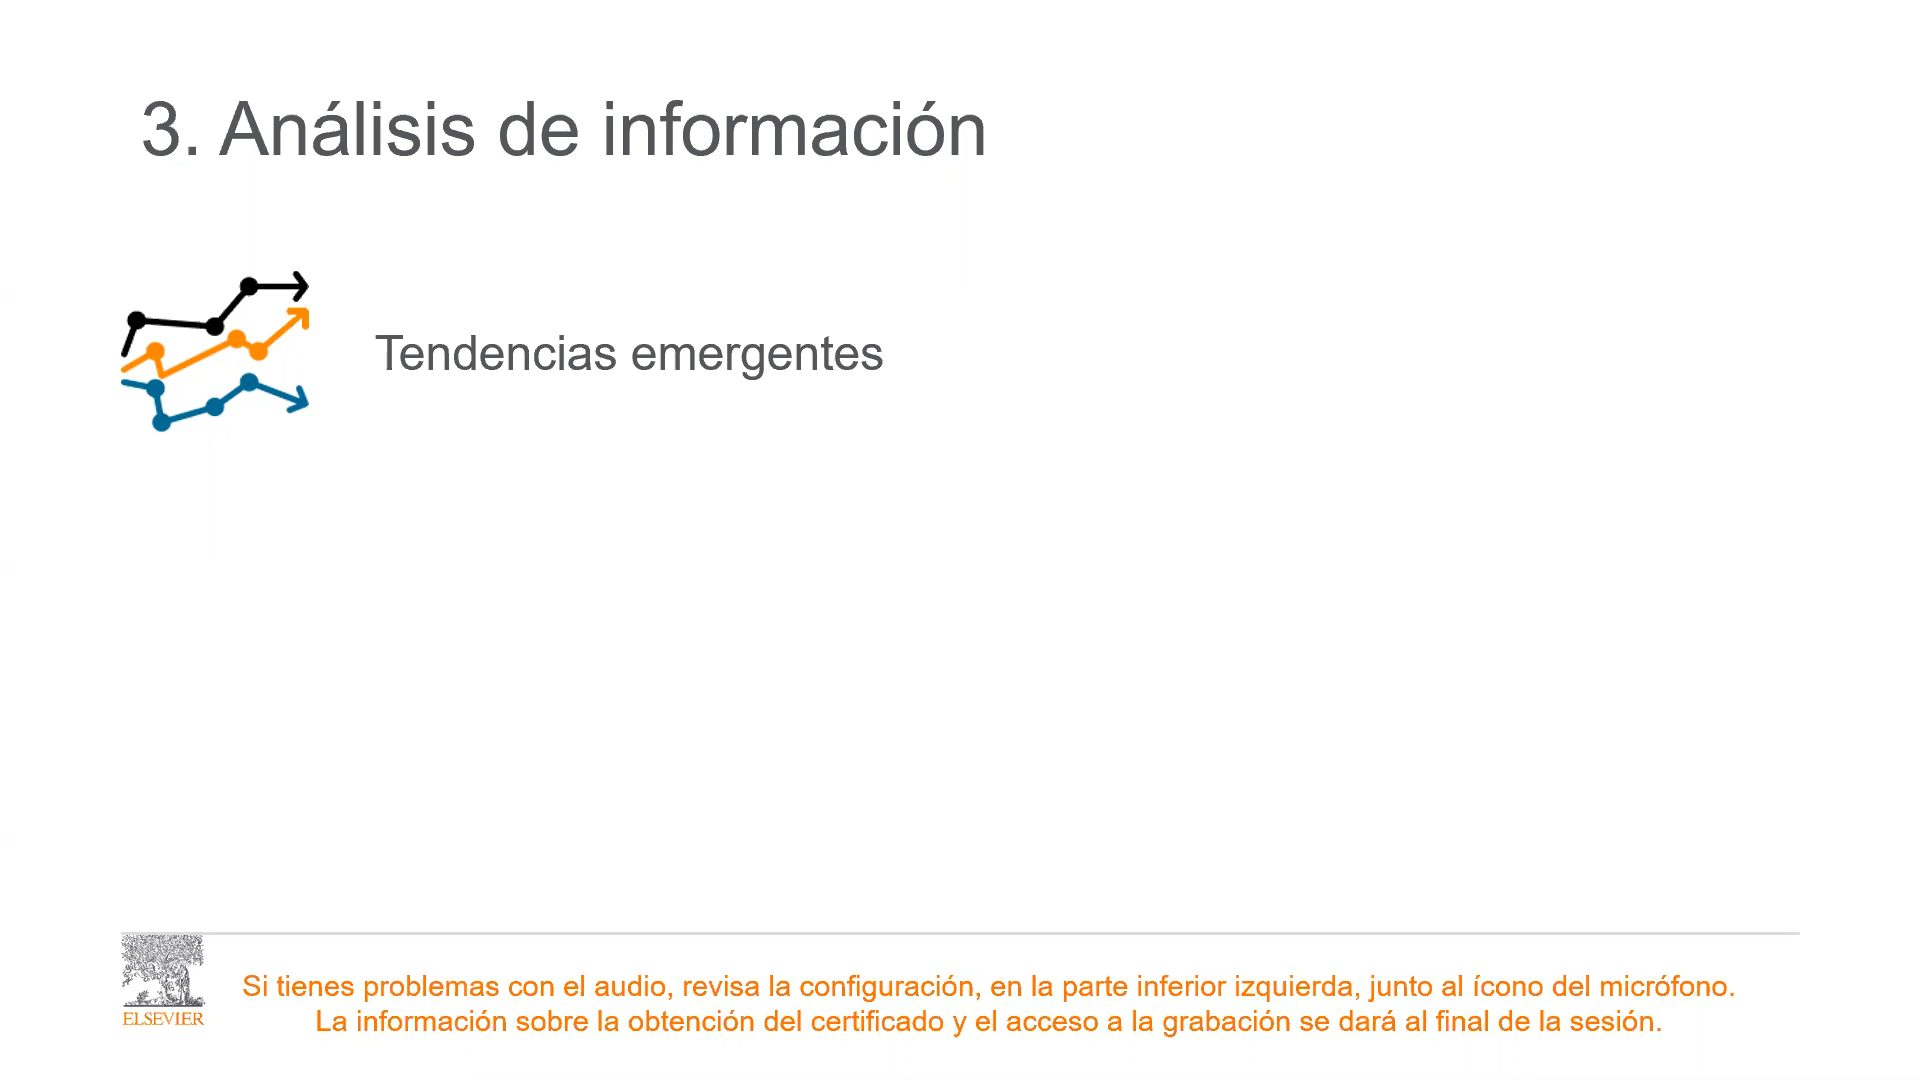 3. Análisis de información
Tendencias emergentes
ELSEVIER
Si tienes problemas con el audio, revisa la configuración, en la parte inferior izquierda, junto al ícono del micrófono.
La información sobre la obtención del certificado y el acceso a la grabación se dará al final de la sesión.